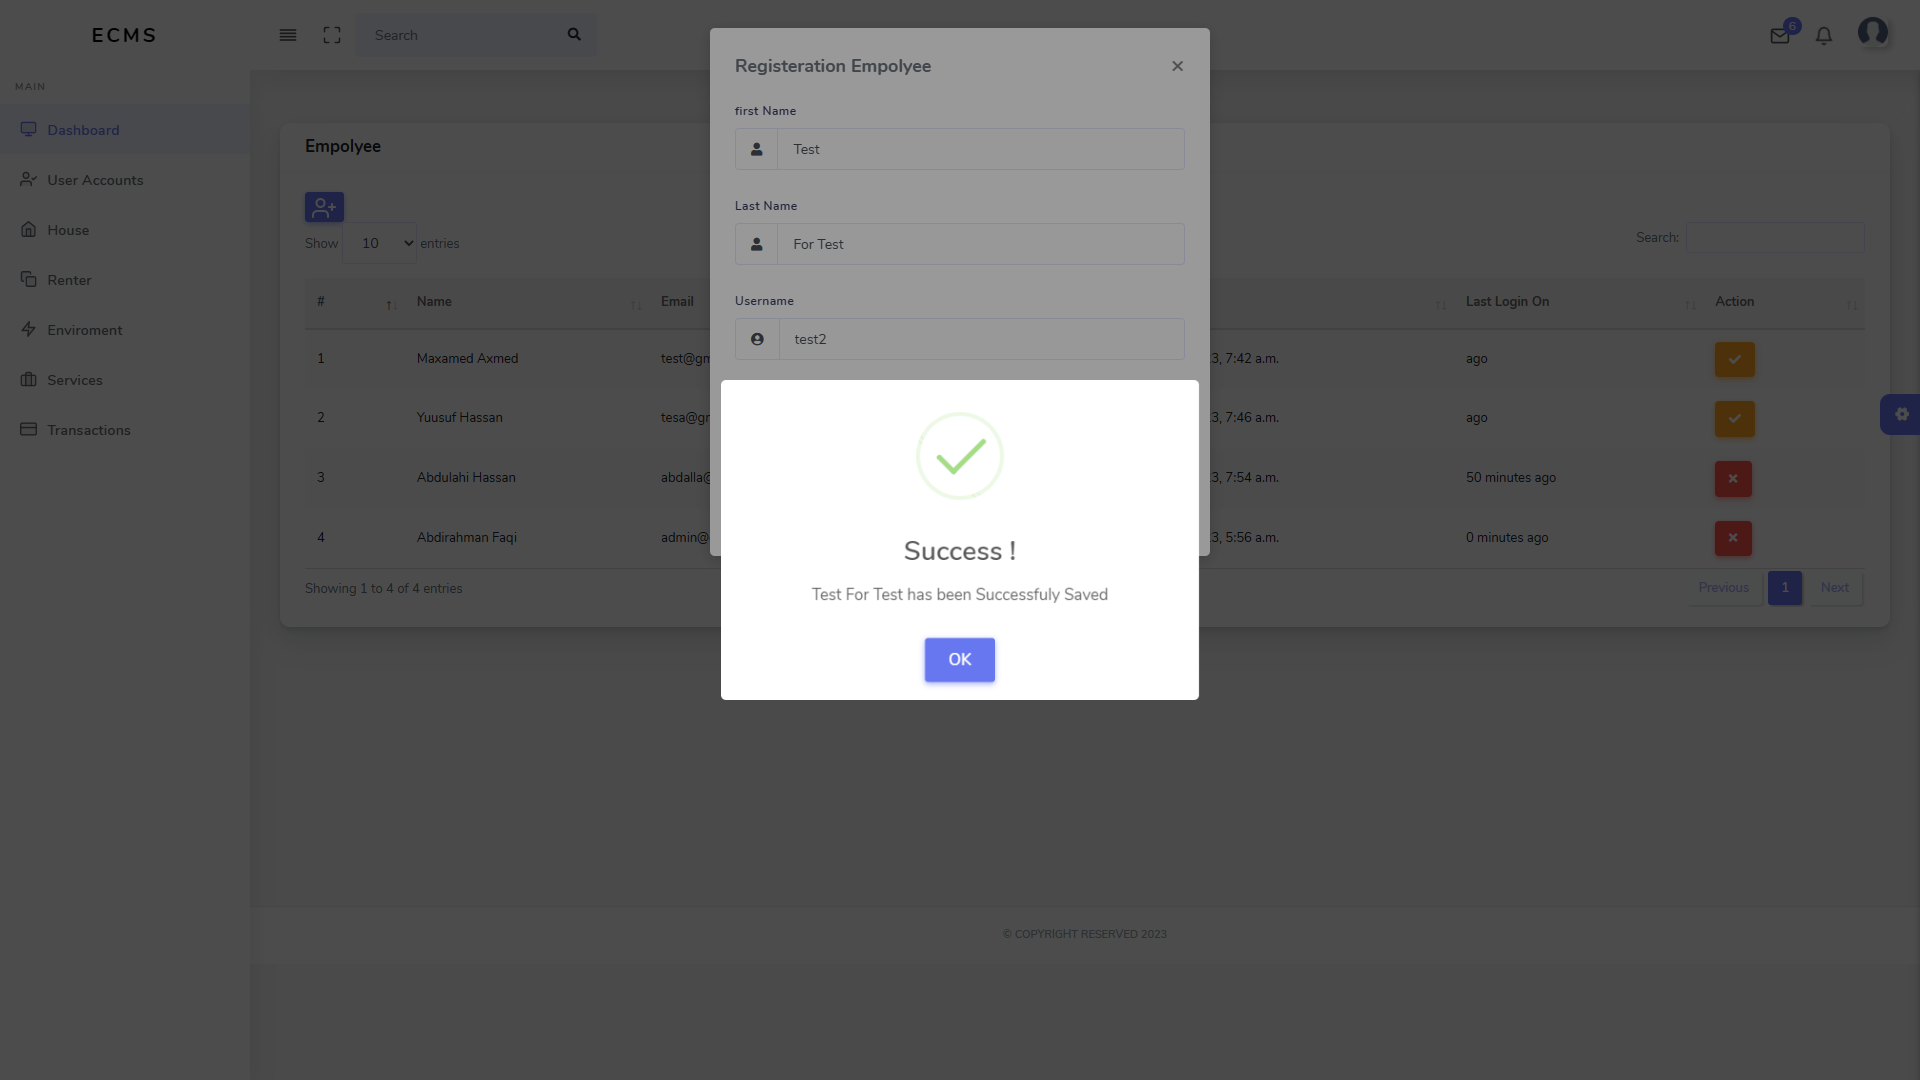 ECMS
Search
6
MAIN
Dashboard
User Accounts
House
Renter
Enviroment
Services
Transactions
Empolyee
Show 10 entries
Search:
# Name Email Last Login On Action
1 Maxamed Axmed test@gm 3, 7:42 a.m. ago
2 Yuusuf Hassan tesa@gm 3, 7:46 a.m. ago
3 Abdulahi Hassan abdalla@ 3, 7:54 a.m. 50 minutes ago
4 Abdirahman Faqi admin@ 3, 5:56 a.m. 0 minutes ago
Showing 1 to 4 of 4 entries
Previous 1 Next
Registeration Empolyee
first Name
Test
Last Name
For Test
Username
test2
Success !
Test For Test has been Successfuly Saved
OK
© COPYRIGHT RESERVED 2023